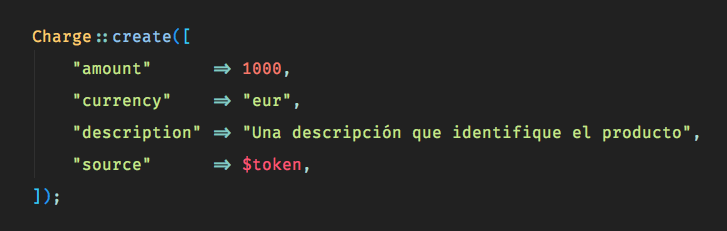 Charge::create([
    "amount"      => 1000,
    "currency"    => "eur",
    "description" => "Una descripción que identifique el producto",
    "source"      => $token,
]);